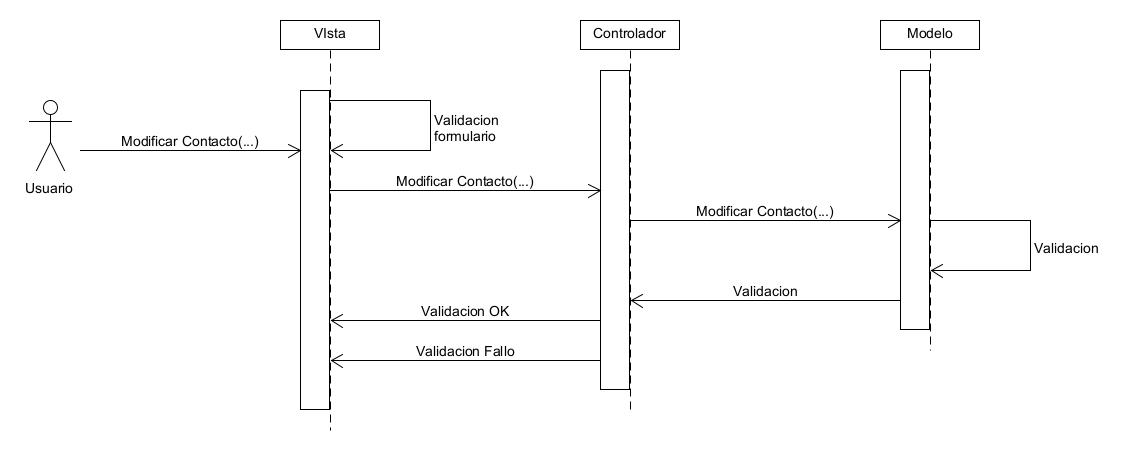 VIsta
Controlador
Modelo
Validacion
formulario
Modificar Contacto(...)
Usuario
Modificar Contacto(...)
Modificar Contacto(...)
Validacion
Validacion
Validacion OK
Validacion Fallo